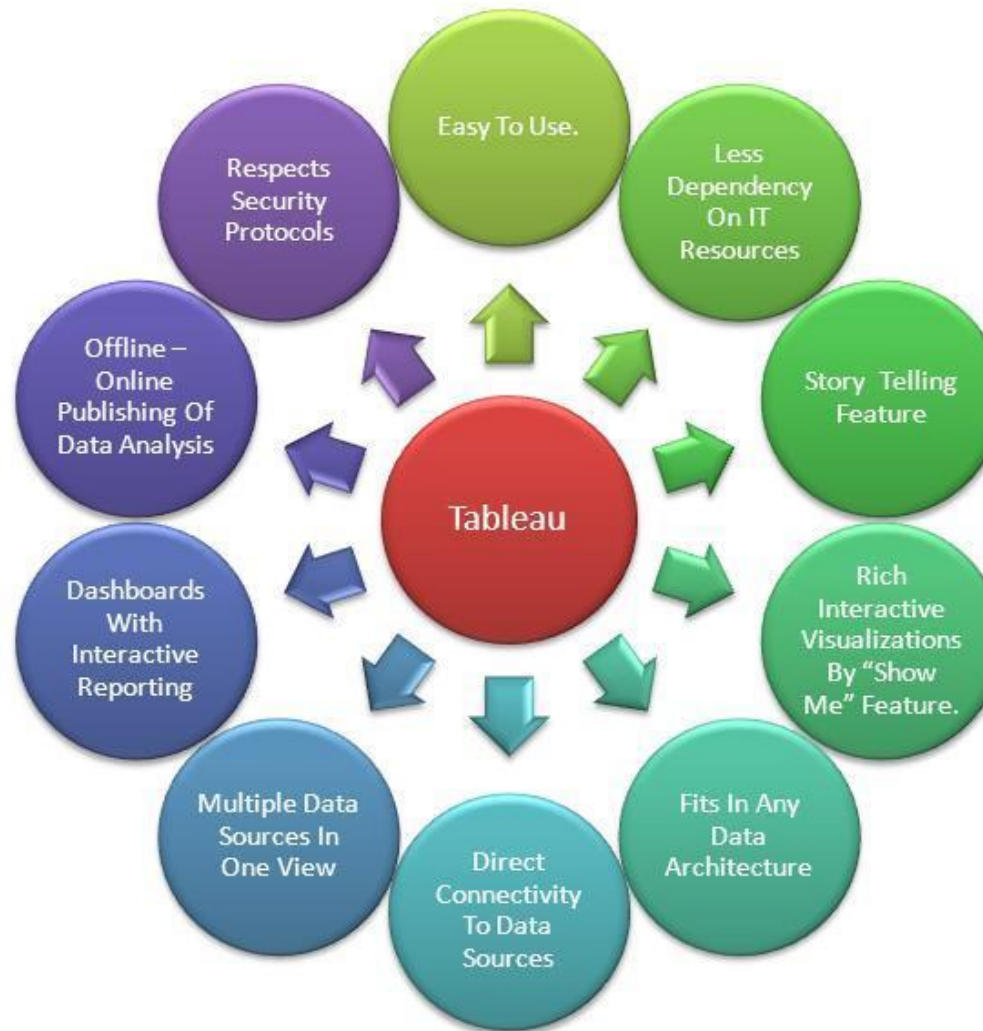 Easy To Use.
Less
Dependency
On IT
Resources
Story Telling
Feature
Rich
Interactive
Visualizations
By “Show
Me” Feature.
Fits In Any
Data
Architecture
Direct
Connectivity
To Data
Sources
Multiple Data
Sources In
One View
Dashboards
With
Interactive
Reporting
Offline –
Online
Publishing Of
Data Analysis
Respects
Security
Protocols
Tableau